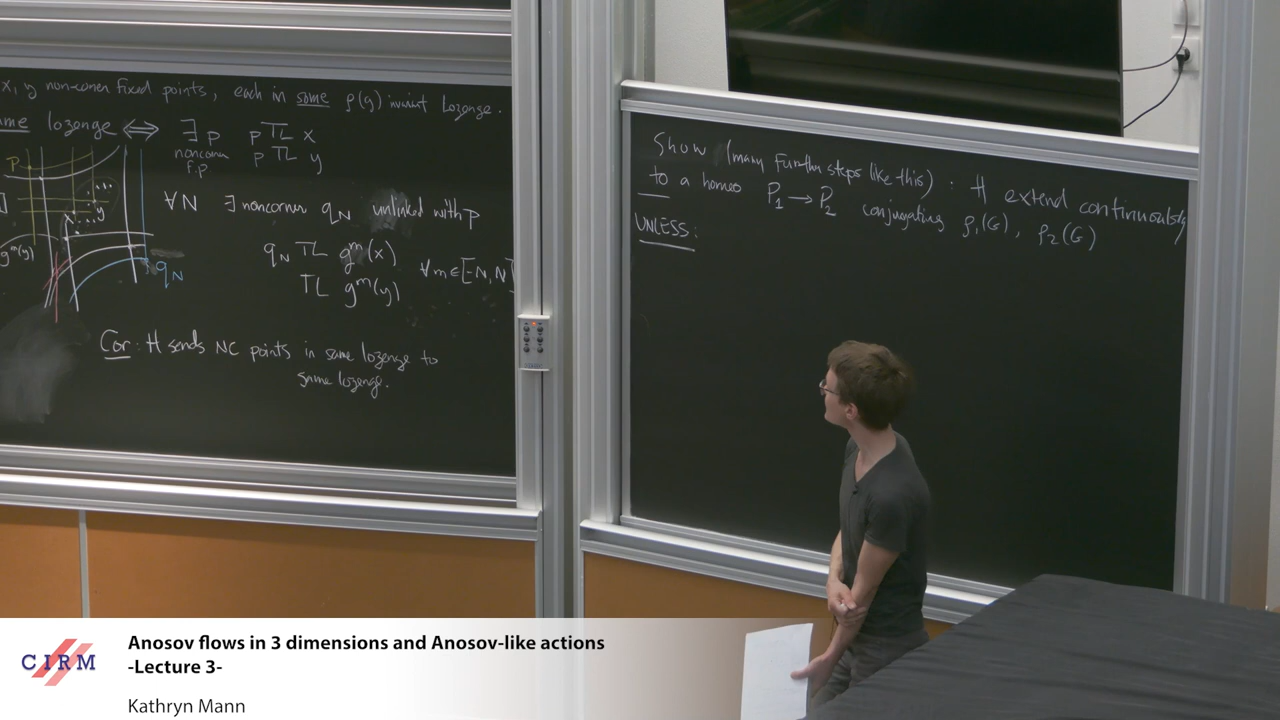 x, y non-corner fixed points, each in some ρ(g) invariant Lozenge.
same lozenge ⟺ ∃ p p TL x
noncorner p TL y
f.p
p
x y
∀N ∃ noncorner q_N unlinked with p
g^m(y)
q_N TL g^m(x) ∀m∈[-N,N]
TL g^m(y)
q_N
Cor: H sends NC points in same lozenge to
same lozenge.
Show (many Further steps like this) : H extend continuously
to a homeo P_1 → P_2 conjugating ρ_1(G), ρ_2(G)
UNLESS:
CIRM
Anosov flows in 3 dimensions and Anosov-like actions
-Lecture 3-
Kathryn Mann